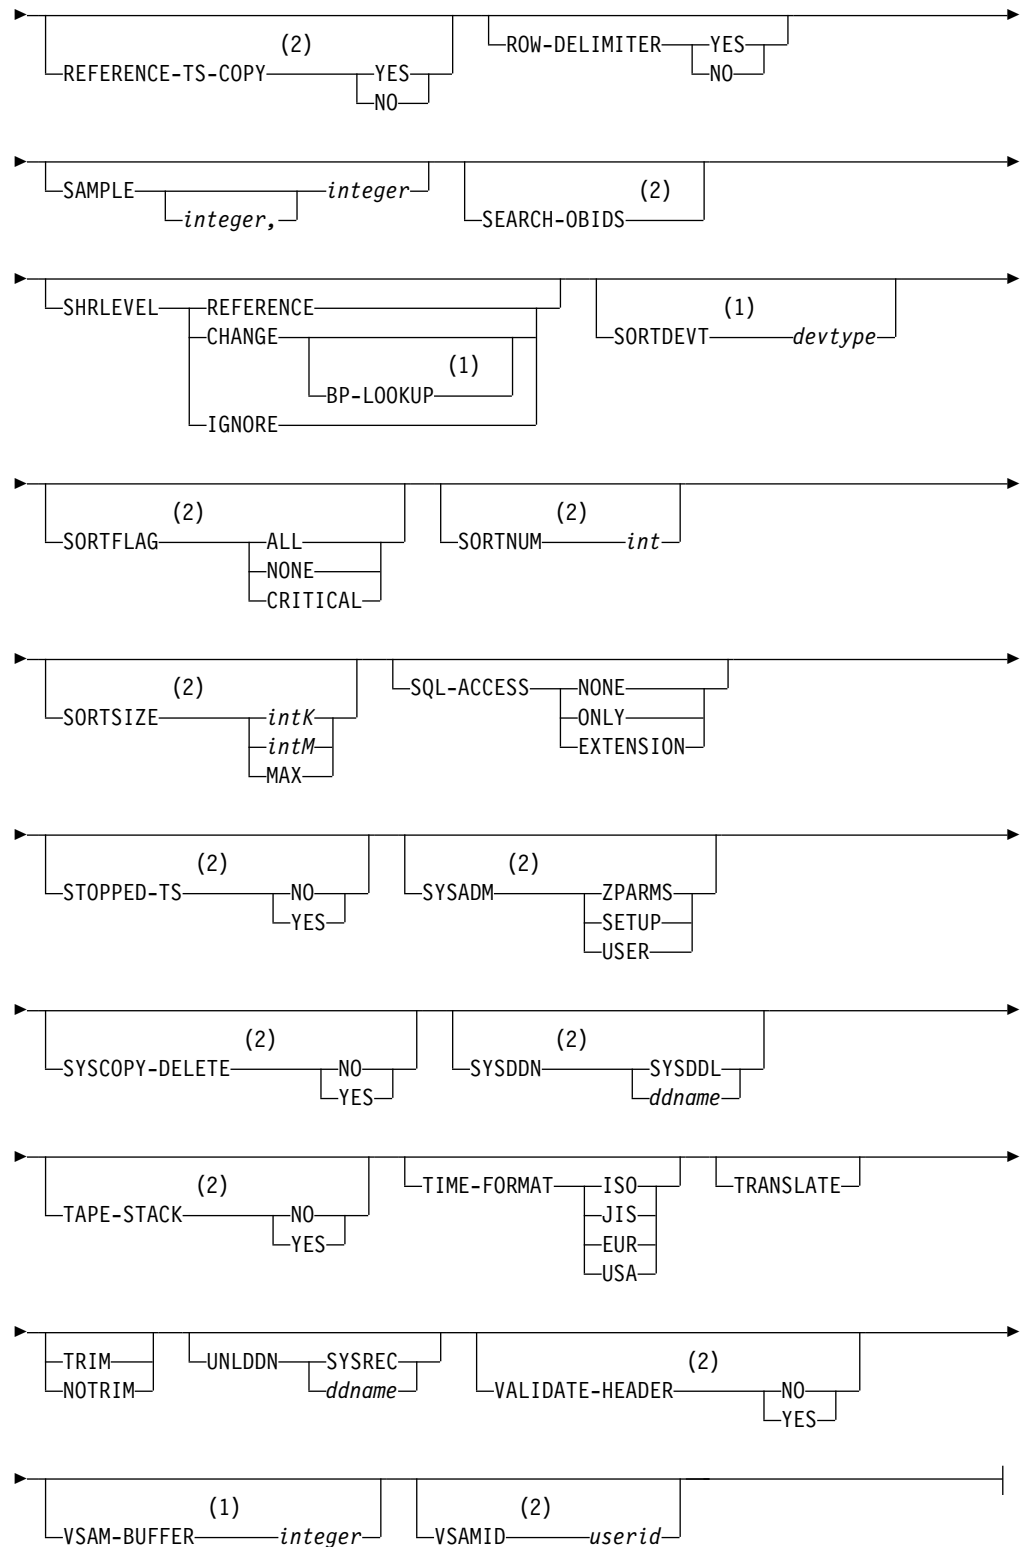 (2)
REFERENCE-TS-COPY YES
NO
ROW-DELIMITER YES
NO
SAMPLE integer
integer,
(2)
SEARCH-OBIDS
SHRLEVEL REFERENCE
CHANGE
(1)
BP-LOOKUP
IGNORE
(1)
SORTDEVT devtype
(2)
SORTFLAG ALL
NONE
CRITICAL
(2)
SORTNUM int
(2)
SORTSIZE intK
intM
MAX
SQL-ACCESS NONE
ONLY
EXTENSION
(2)
STOPPED-TS NO
YES
(2)
SYSADM ZPARMS
SETUP
USER
(2)
SYSCOPY-DELETE NO
YES
(2)
SYSDDN SYSDDL
ddname
(2)
TAPE-STACK NO
YES
TIME-FORMAT ISO
JIS
EUR
USA
TRANSLATE
TRIM
NOTRIM
UNLDDN SYSREC
ddname
(2)
VALIDATE-HEADER NO
YES
(1)
VSAM-BUFFER integer
(2)
VSAMID userid